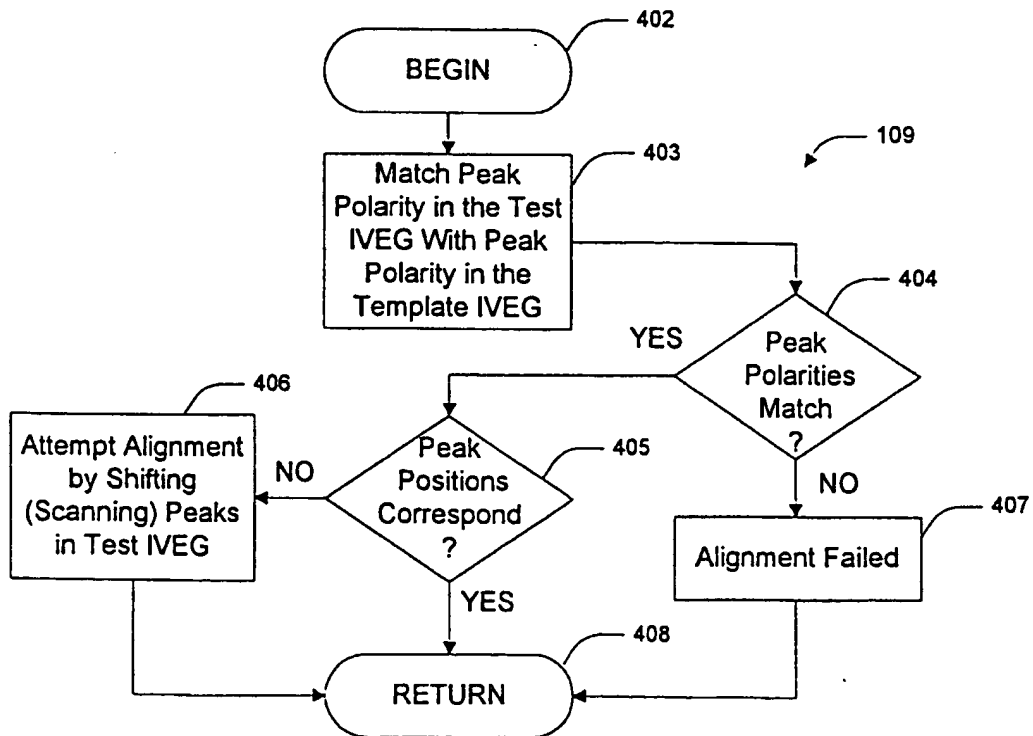 402
BEGIN
403
109
Match Peak
Polarity in the Test
IVEG With Peak
Polarity in the
Template IVEG
404
YES
Peak
Polarities
Match
?
406
405
Attempt Alignment
by Shifting
(Scanning) Peaks
in Test IVEG
NO
Peak
Positions
Correspond
?
NO
407
Alignment Failed
YES
408
RETURN